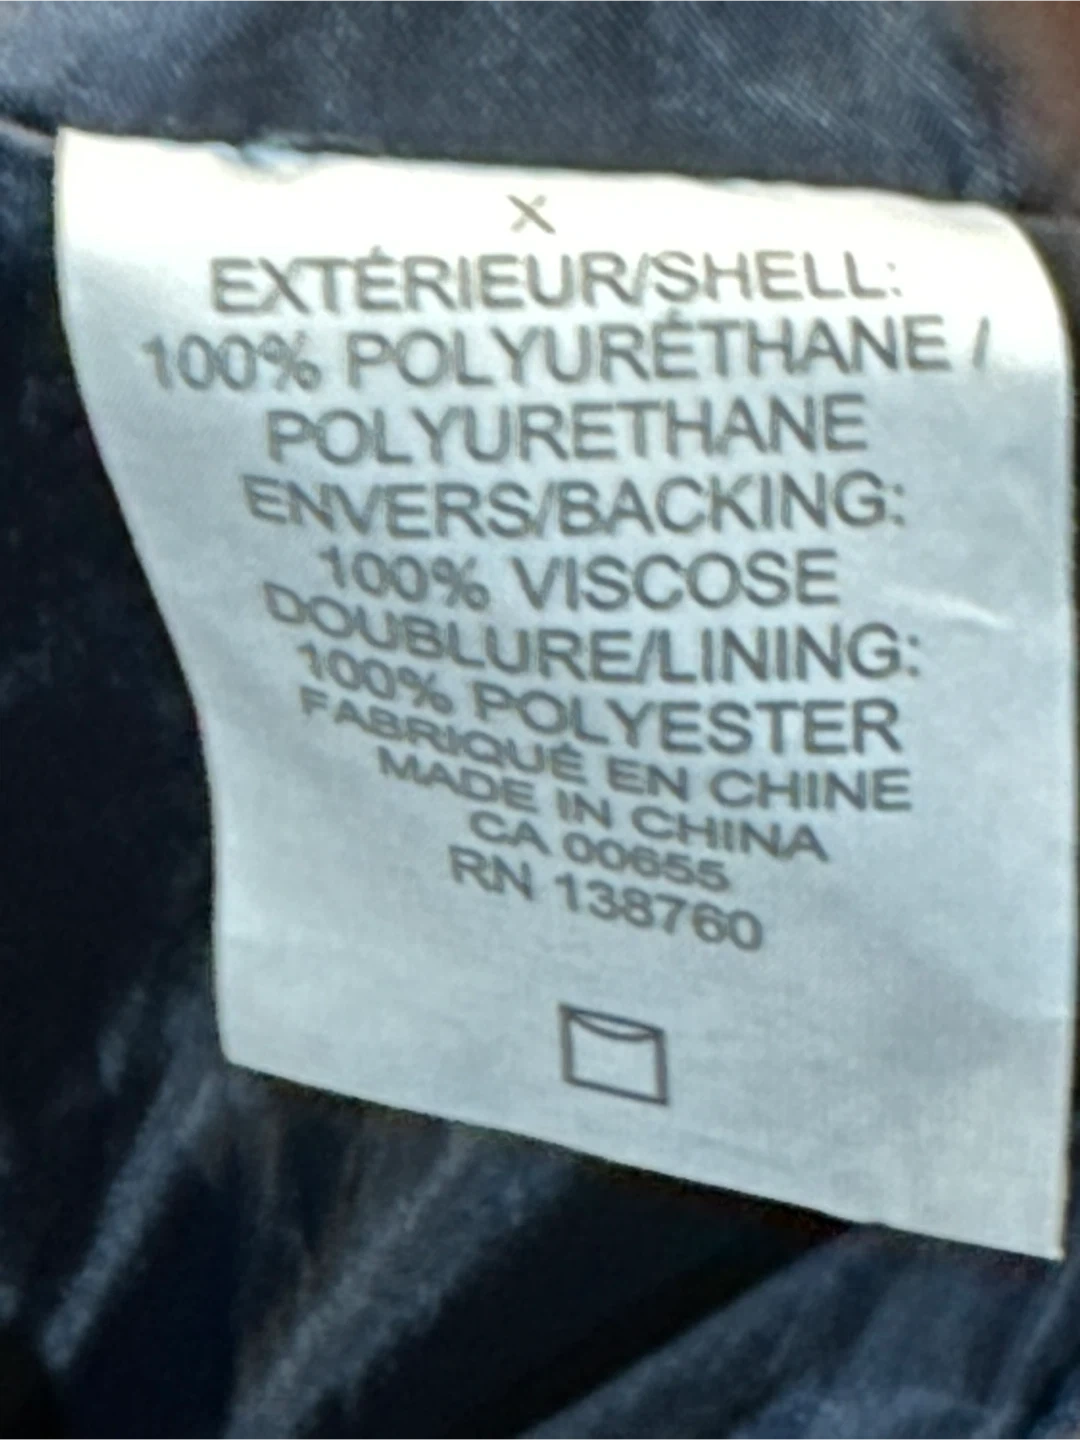 X
EXTÉRIEUR/SHELL:
100% POLYURÉTHANE /
POLYURETHANE
ENVERS/BACKING:
100% VISCOSE
DOUBLURE/LINING:
100% POLYESTER
FABRIQUÉ EN CHINE
MADE IN CHINA
CA 00655
RN 138760